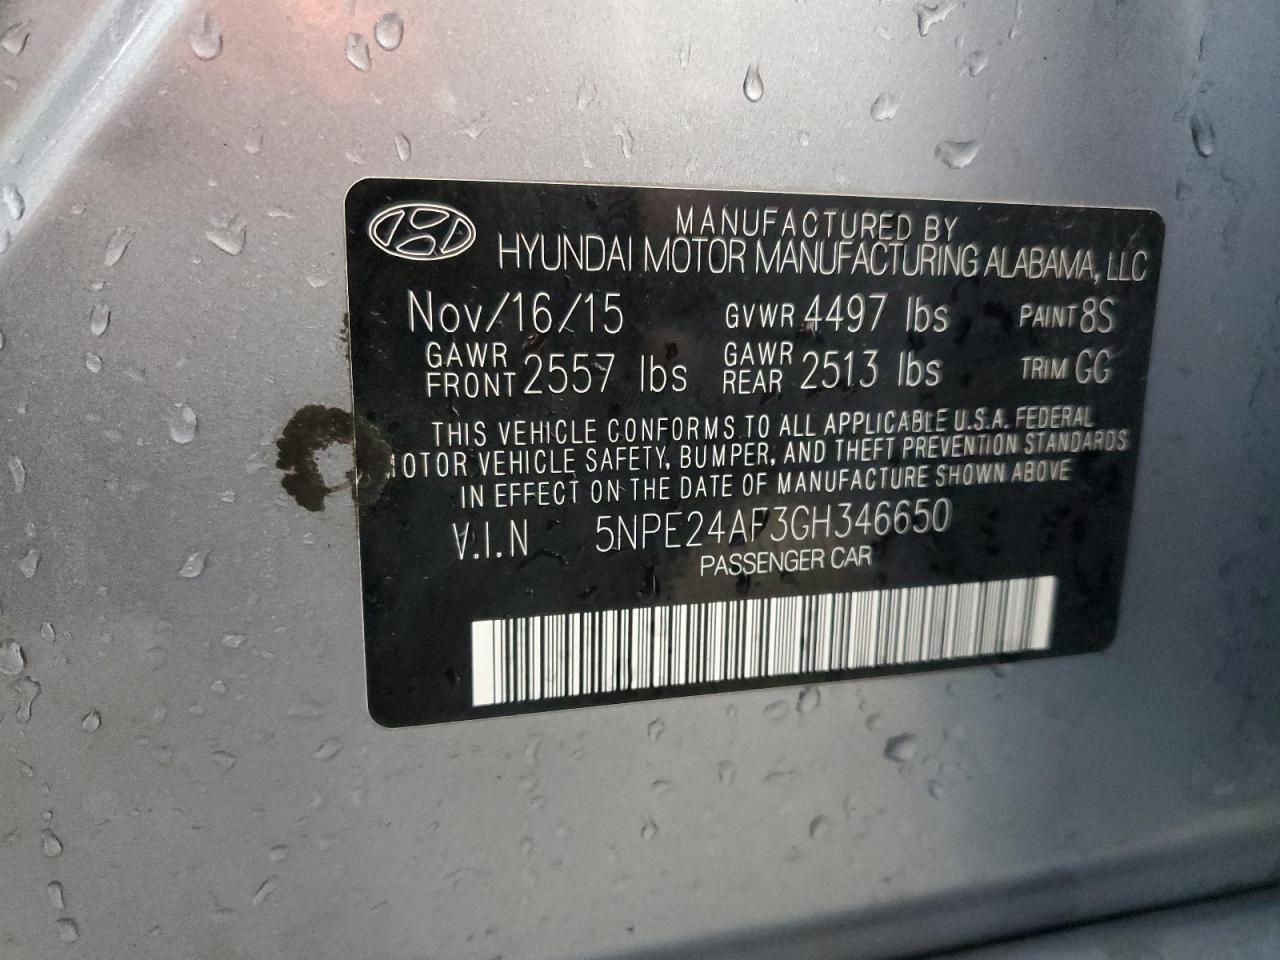 MANUFACTURED BY
HYUNDAI MOTOR MANUFACTURING ALABAMA, LLC
Nov/16/15 GVWR 4497 lbs PAINT 8S
GAWR FRONT 2557 lbs GAWR REAR 2513 lbs TRIM GG
THIS VEHICLE CONFORMS TO ALL APPLICABLE U.S.A. FEDERAL
MOTOR VEHICLE SAFETY, BUMPER, AND THEFT PREVENTION STANDARDS
IN EFFECT ON THE DATE OF MANUFACTURE SHOWN ABOVE
V.I.N 5NPE24AF3GH346650
PASSENGER CAR